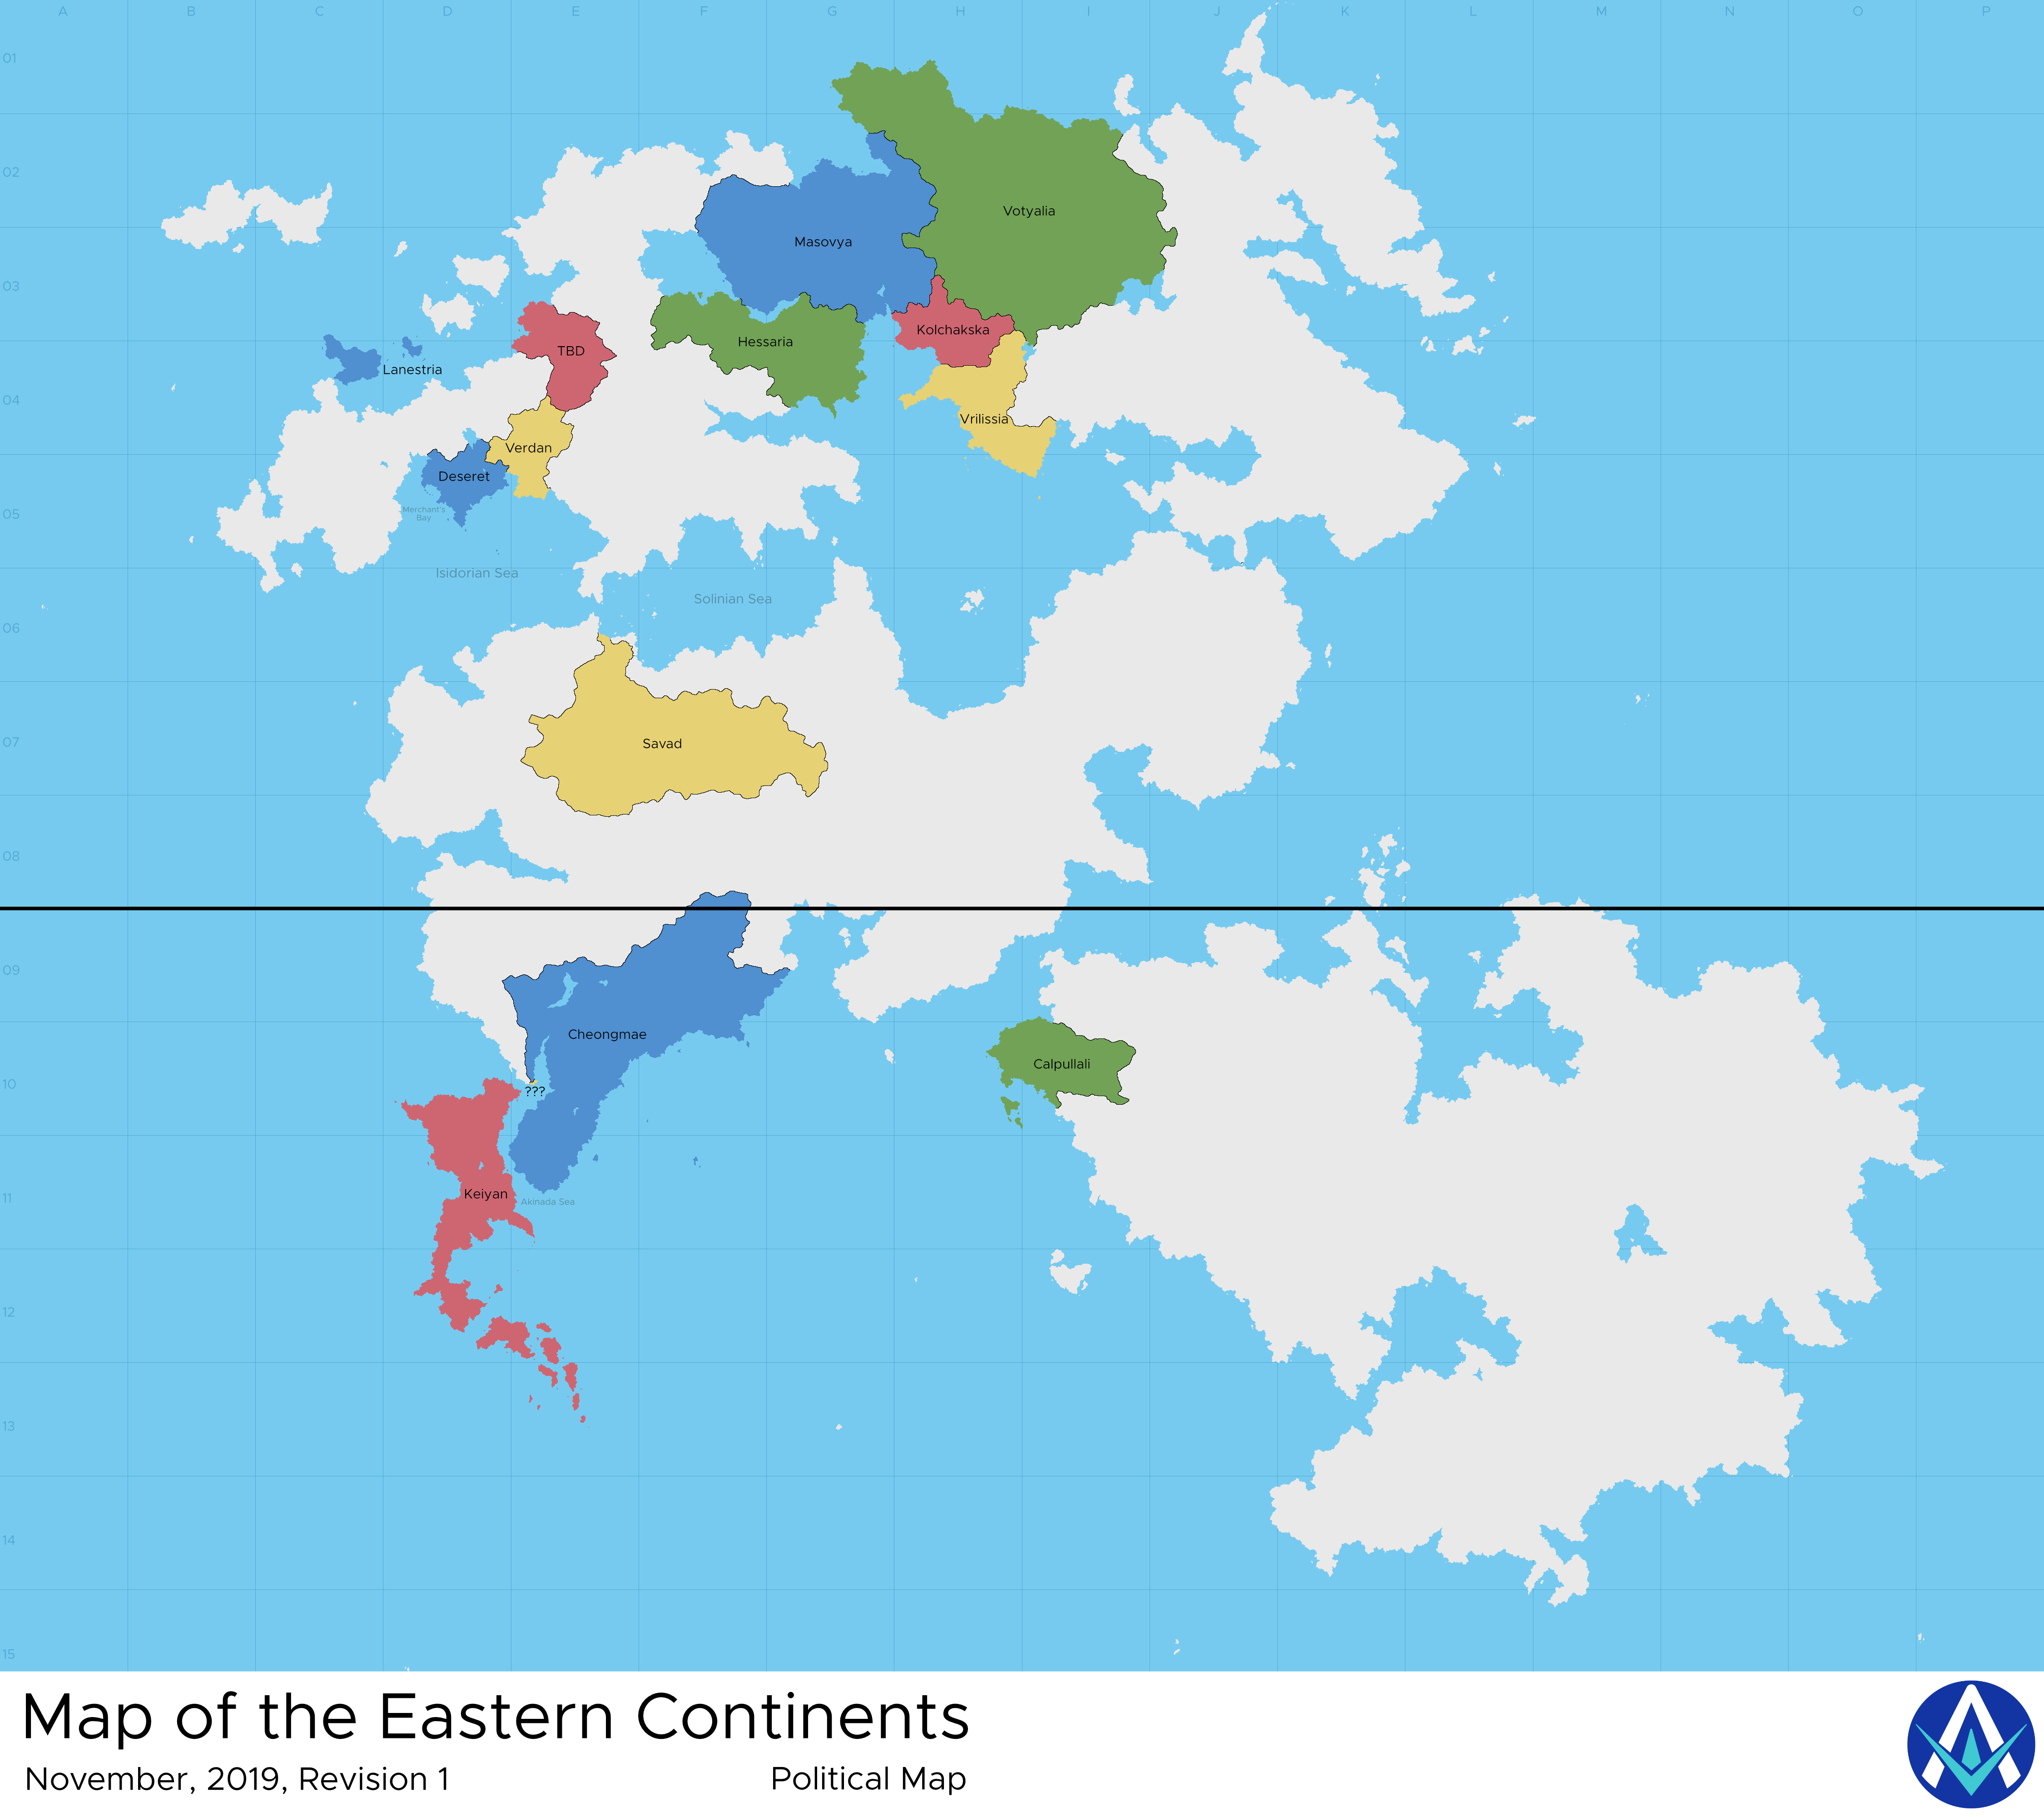 A B C D E F G H I J K L M N O P
01
02
Votyalia
Masovya
03
Kolchakska
Hessaria
TBD
Lanestria
04
Vrilissia
Verdan
Deseret
Merchant's
Bay
05
Isidorian Sea
Solinian Sea
06
07
Savad
08
09
Cheongmae
Calpullali
10
???
11
Keiyan
Akinada Sea
12
13
14
15
Map of the Eastern Continents
November, 2019, Revision 1
Political Map